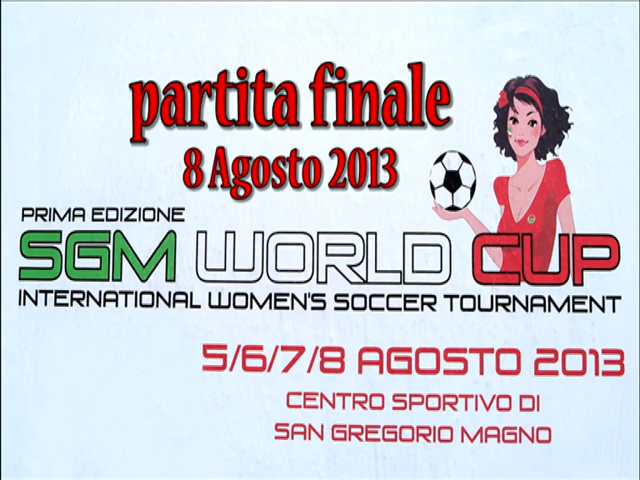 partita finale
8 Agosto 2013
PRIMA EDIZIONE
SGM WORLD CUP
INTERNATIONAL WOMEN'S SOCCER TOURNAMENT
5/6/7/8 AGOSTO 2013
CENTRO SPORTIVO DI
SAN GREGORIO MAGNO